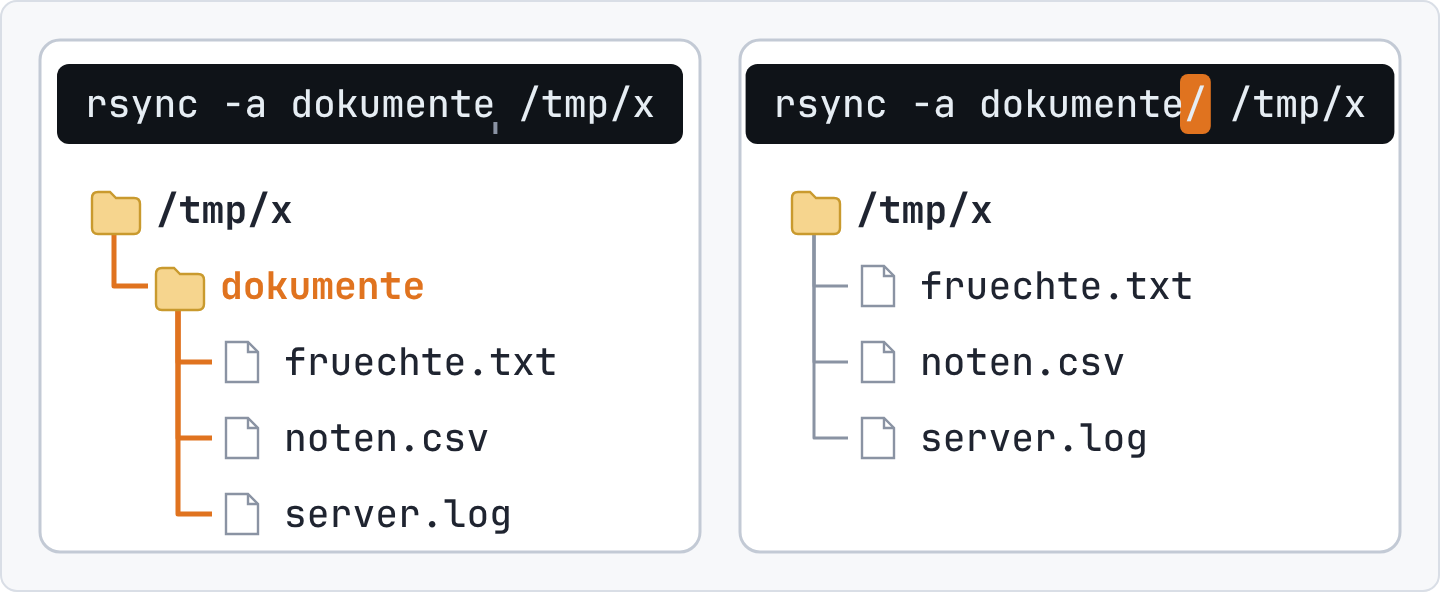 rsync -a dokumente /tmp/x
/tmp/x
dokumente
fruechte.txt
noten.csv
server.log
rsync -a dokumente/ /tmp/x
/tmp/x
fruechte.txt
noten.csv
server.log